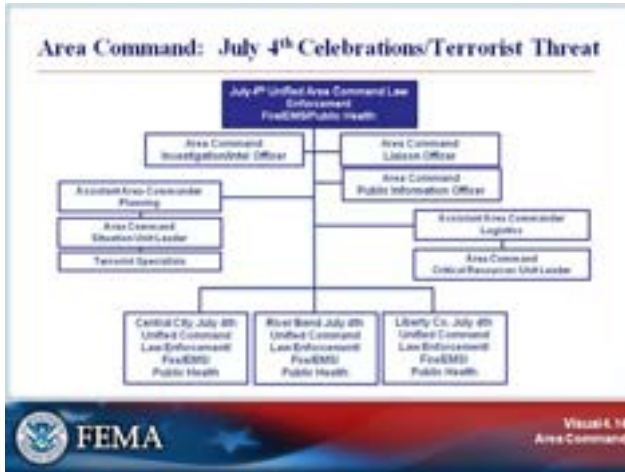 Area Command: July 4th Celebrations/Terrorist Threat
July 4th Unified Area Command Law
Enforcement
Fire/EMS/Public Health
Area Command
Investigation/Intel Officer
Area Command
Liaison Officer
Area Command
Public Information Officer
Assistant Area Commander
Planning
Area Command
Situation Unit Leader
Terrorist Specialists
Assistant Area Commander
Logistics
Area Command
Critical Resources Unit Leader
Central City July 4th
Unified Command
Law Enforcement/
Fire/EMS/
Public Health
River Bend July 4th
Unified Command
Law Enforcement/
Fire/EMS/
Public Health
Liberty Co. July 4th
Unified Command
Law Enforcement/
Fire/EMS/
Public Health
FEMA
Visual 4.
Area Command